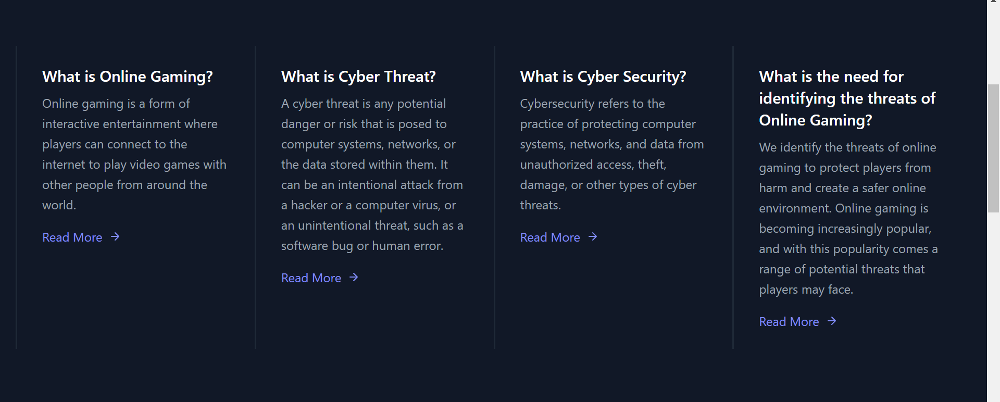 What is Online Gaming?
Online gaming is a form of
interactive entertainment where
players can connect to the
internet to play video games with
other people from around the
world.
Read More →
What is Cyber Threat?
A cyber threat is any potential
danger or risk that is posed to
computer systems, networks, or
the data stored within them. It
can be an intentional attack from
a hacker or a computer virus, or
an unintentional threat, such as a
software bug or human error.
Read More →
What is Cyber Security?
Cybersecurity refers to the
practice of protecting computer
systems, networks, and data from
unauthorized access, theft,
damage, or other types of cyber
threats.
Read More →
What is the need for
identifying the threats of
Online Gaming?
We identify the threats of online
gaming to protect players from
harm and create a safer online
environment. Online gaming is
becoming increasingly popular,
and with this popularity comes a
range of potential threats that
players may face.
Read More →